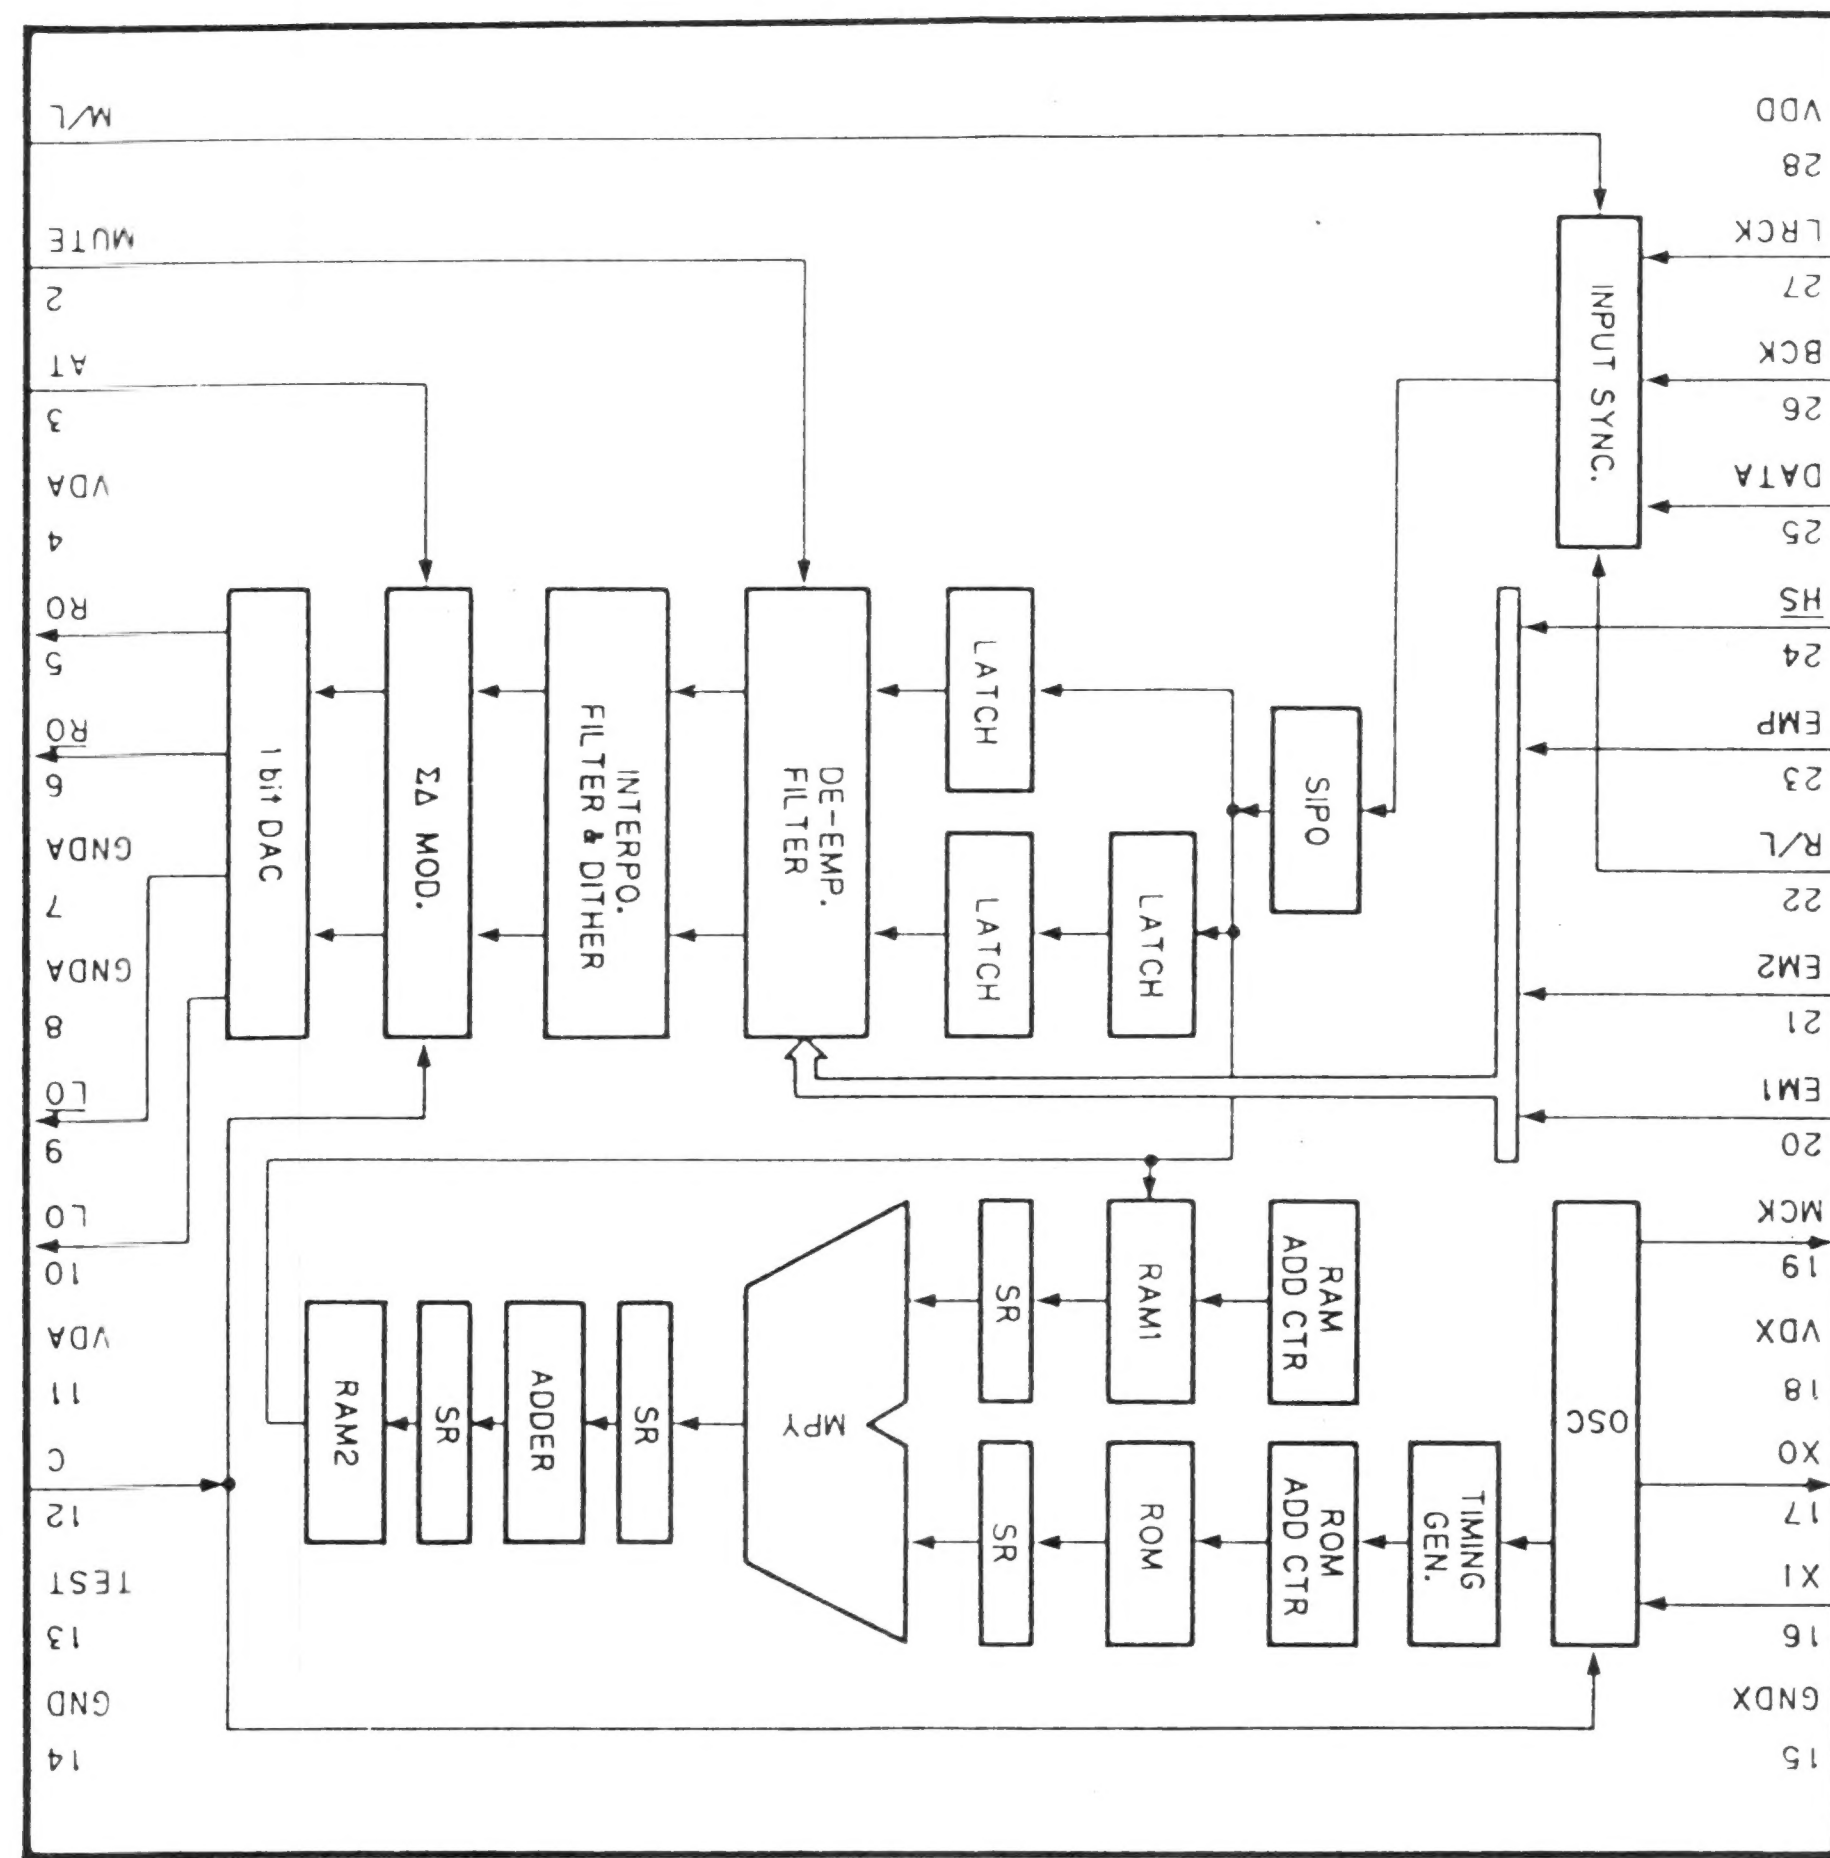 M/L
MUTE
2
AT
3
VDA
4
RO
5
R̅O̅
6
GNDA
7
GNDA
8
L̅O̅
9
LO
10
VDA
11
C
12
TEST
13
GND
14
VDD
28
LRCK
27
BCK
26
DATA
25
H̅S̅
24
EMP
23
R/L
22
EM2
21
EM1
20
MCK
19
VDX
18
XO
17
XI
16
GNDX
15
INPUT SYNC.
SIPO
LATCH
LATCH
LATCH
DE-EMP.
FILTER
INTERPO.
FILTER & DITHER
ΣΔ MOD.
1 bit DAC
OSC
TIMING
GEN.
RAM
ADD CTR
ROM
ADD CTR
RAM1
ROM
SR
SR
MPY
SR
ADDER
SR
RAM2